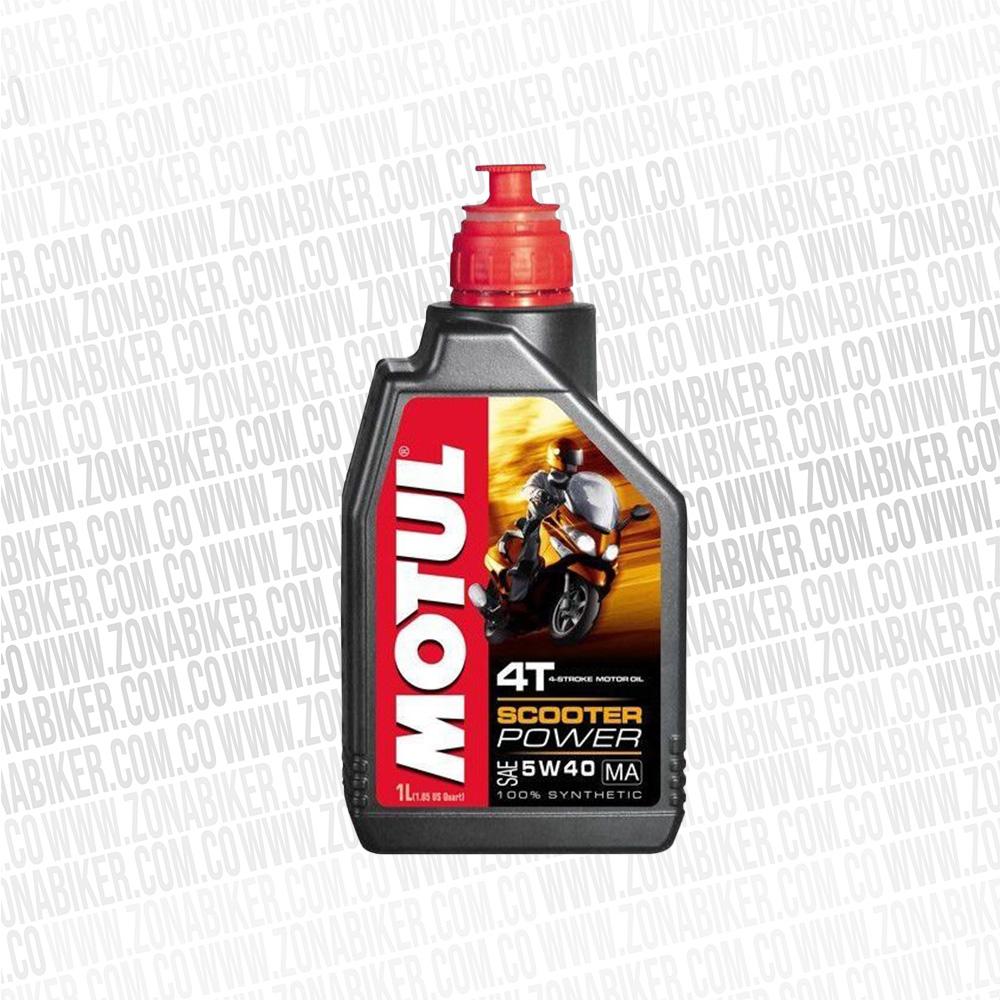 WWW.ZONABIKER.COM.CO
MOTUL®
4T 4-STROKE MOTOR OIL
SCOOTER
POWER
SAE 5W40 MA
100% SYNTHETIC
1L (1.05 US Quart)